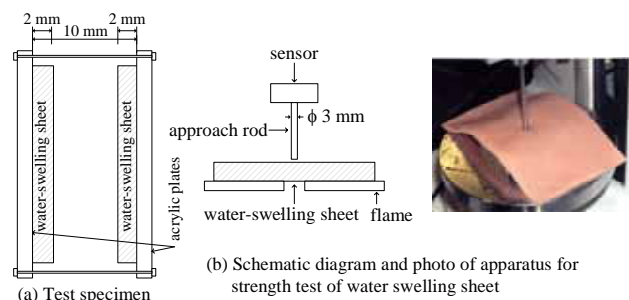 2 mm
2 mm
10 mm
water-swelling sheet
water-swelling sheet
acrylic plates
(a) Test specimen
sensor
ϕ 3 mm
approach rod
water-swelling sheet
flame
(b) Schematic diagram and photo of apparatus for
strength test of water swelling sheet